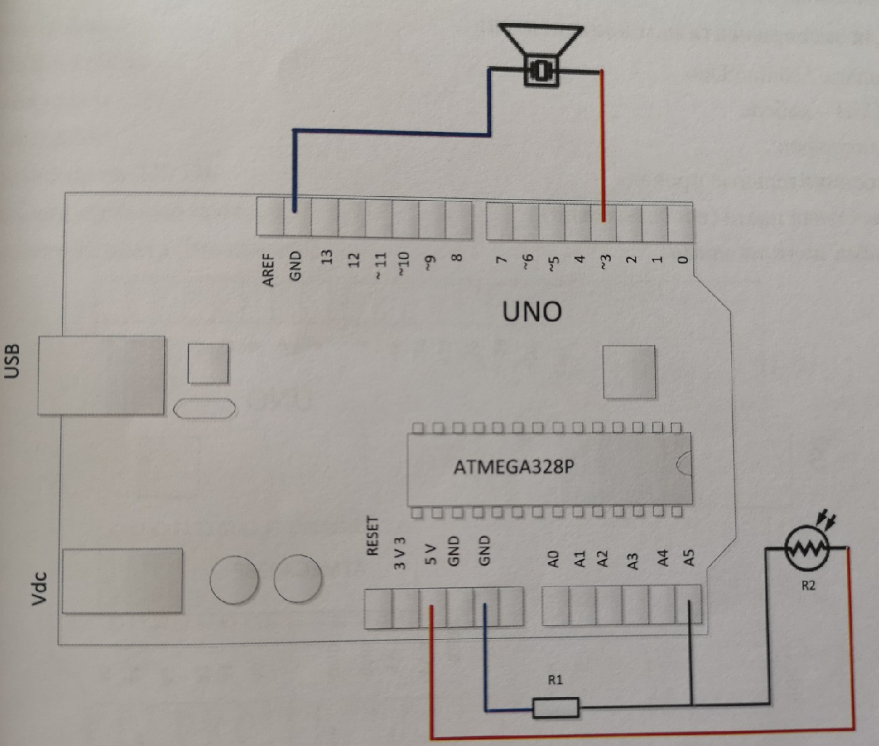 AREF GND 13 12 ~11 ~10 ~9 8 7 ~6 ~5 4 ~3 2 1 0
UNO
USB
ATMEGA328P
RESET 3 V 3 5 V GND GND A0 A1 A2 A3 A4 A5
Vdc
R2
R1